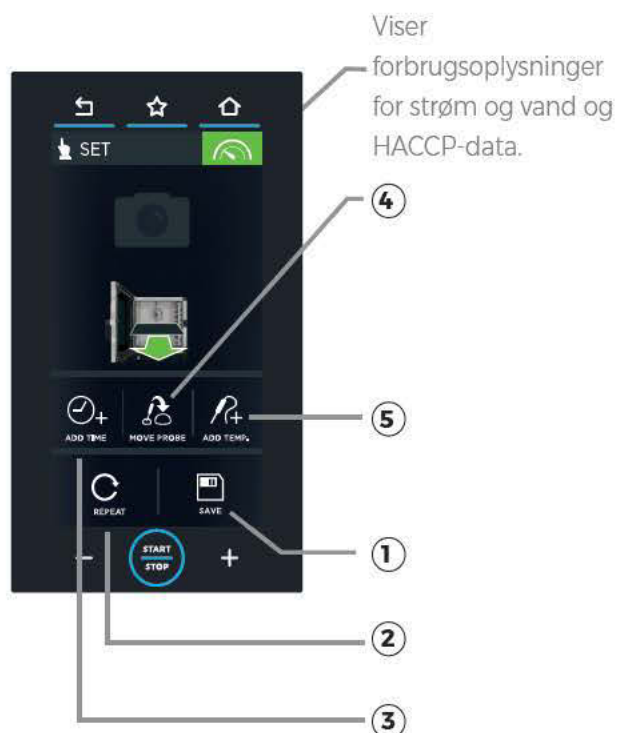 Viser
forbrugsoplysninger
for strøm og vand og
HACCP-data.
SET
4
ADD TIME
MOVE PROBE
ADD TEMP.
5
REPEAT
SAVE
1
START
STOP
- +
2
3